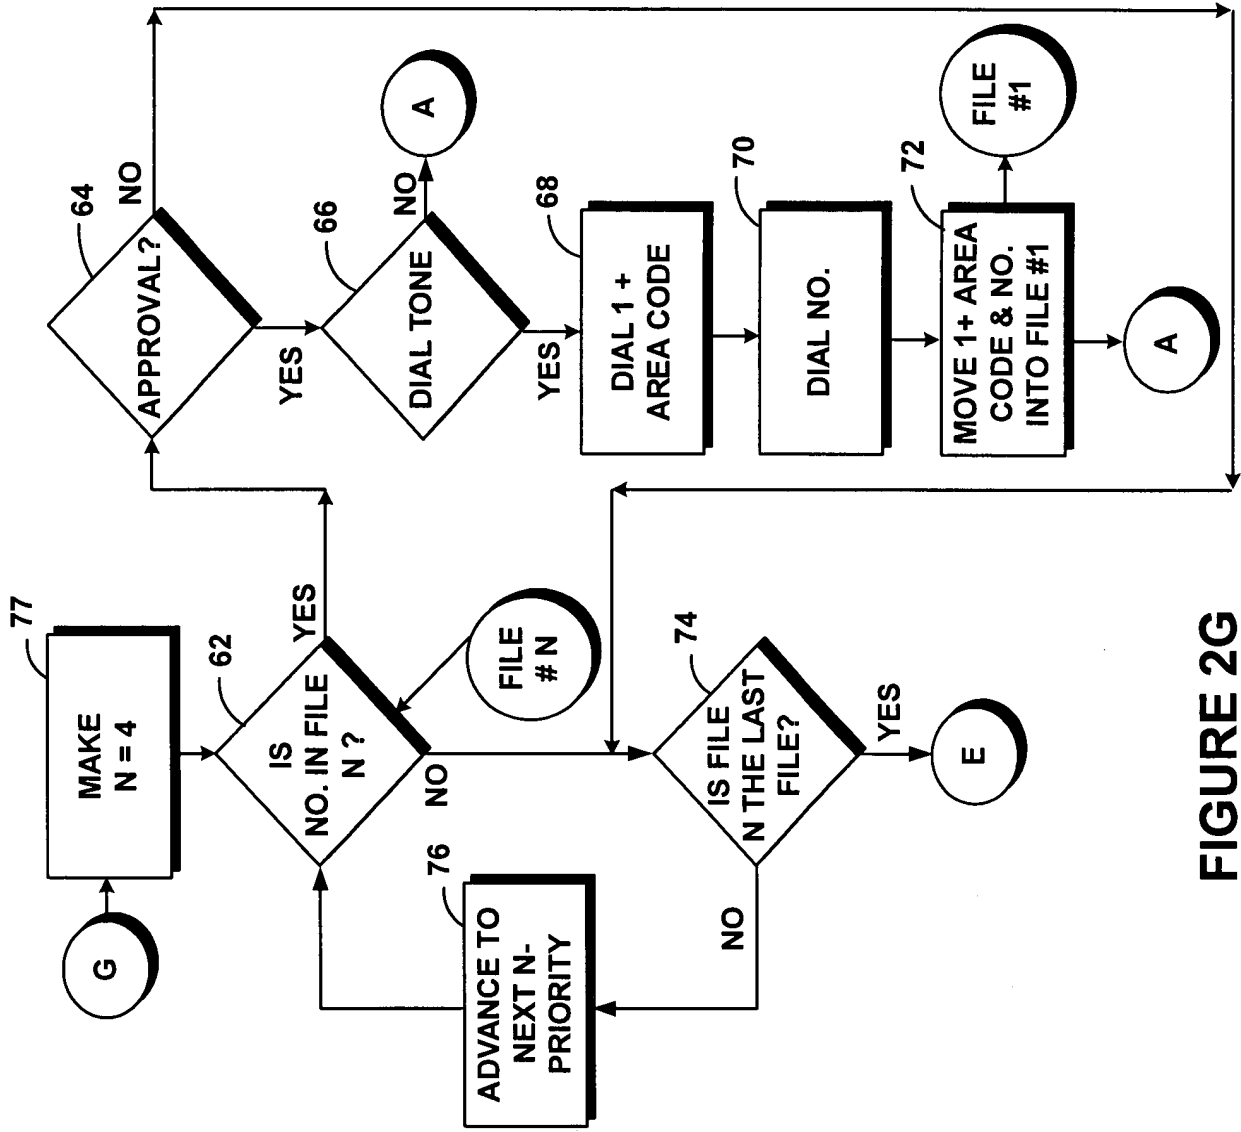 G
MAKE
N = 4
77
IS
NO. IN FILE
N ?
62
YES
NO
FILE
# N
IS FILE
N THE LAST
FILE?
74
YES
NO
E
ADVANCE TO
NEXT N-
PRIORITY
76
APPROVAL?
64
NO
YES
DIAL TONE
66
NO
A
YES
DIAL 1 +
AREA CODE
68
DIAL NO.
70
MOVE 1+ AREA
CODE & NO.
INTO FILE #1
72
FILE
#1
A
FIGURE 2G